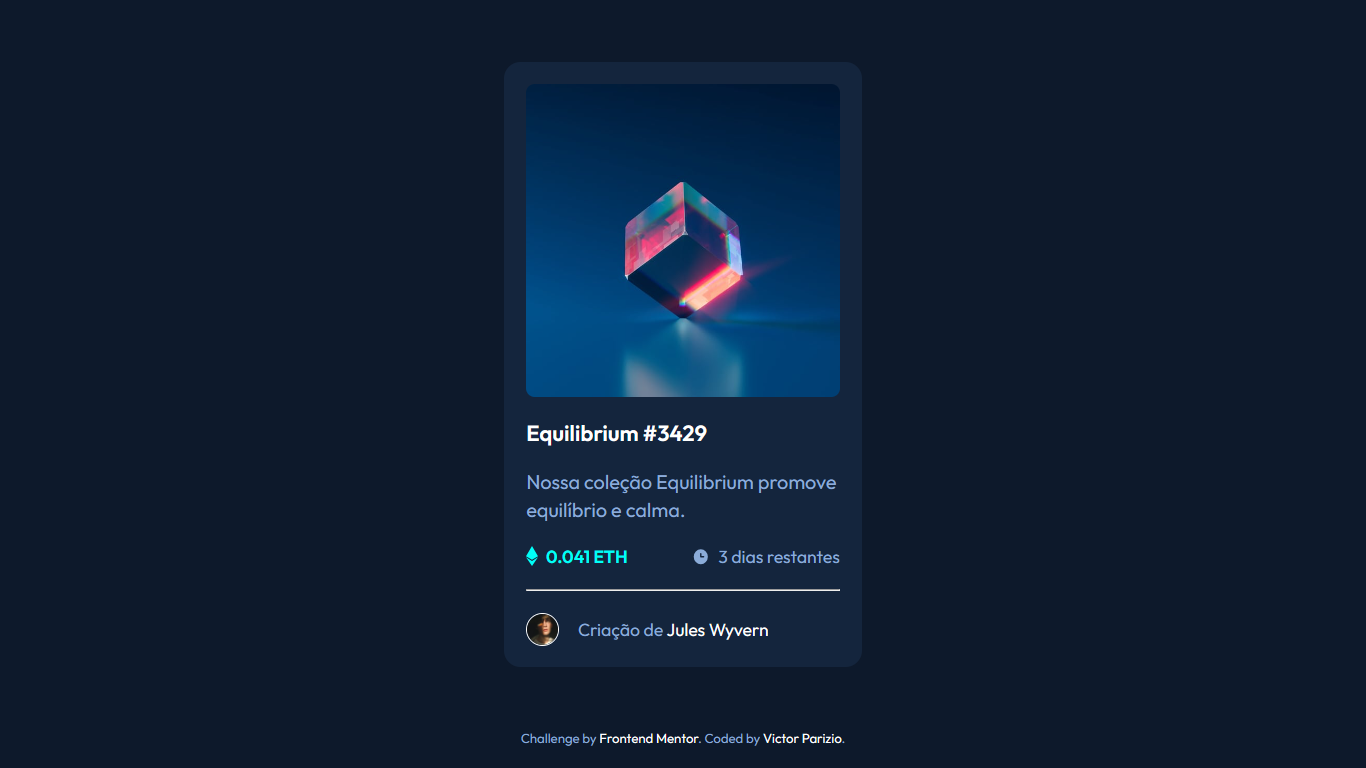 Equilibrium #3429
Nossa coleção Equilibrium promove
equilíbrio e calma.
0.041 ETH
3 dias restantes
Criação de Jules Wyvern
Challenge by Frontend Mentor. Coded by Victor Parizio.